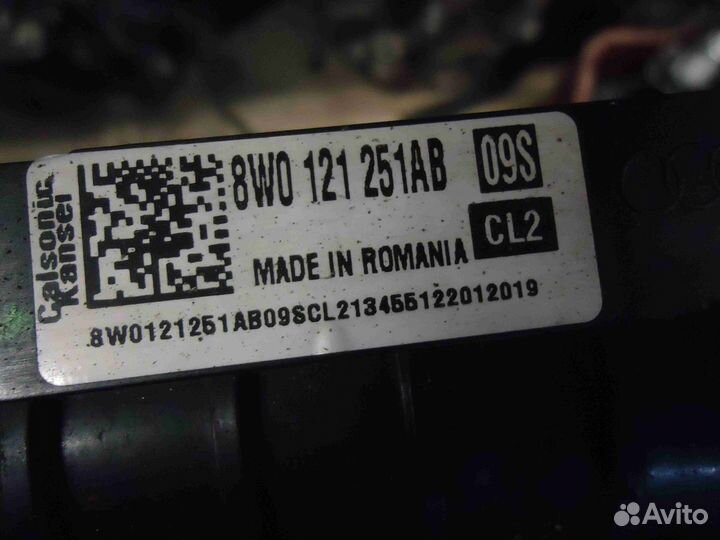 Calsonic
Kansei
8W0 121 251AB
09S
CL2
MADE IN ROMANIA
8W0121251AB09SCL213455122012019
Avito